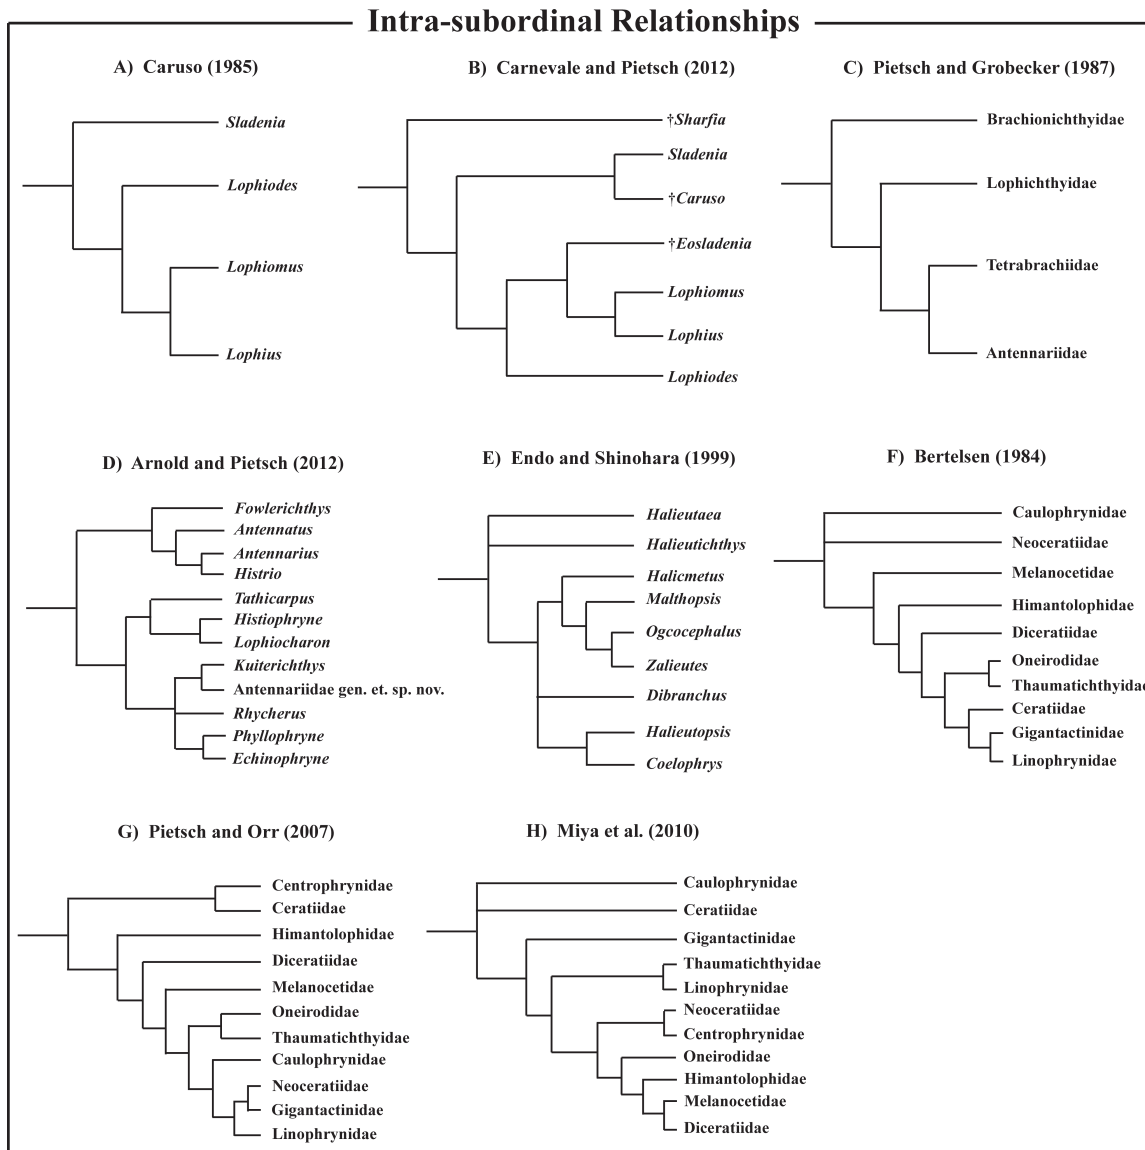 Intra-subordinal Relationships
A) Caruso (1985)
Sladenia
Lophiodes
Lophiomus
Lophius
B) Carnevale and Pietsch (2012)
†Sharfia
Sladenia
†Caruso
†Eosladenia
Lophiomus
Lophius
Lophiodes
C) Pietsch and Grobecker (1987)
Brachionichthyidae
Lophichthyidae
Tetrabrachiidae
Antennariidae
D) Arnold and Pietsch (2012)
Fowlerichthys
Antennatus
Antennarius
Histrio
Tathicarpus
Histiophryne
Lophiocharon
Kuiterichthys
Antennariidae gen. et. sp. nov.
Rhycherus
Phyllophryne
Echinophryne
E) Endo and Shinohara (1999)
Halieutaea
Halieutichthys
Halicmetus
Malthopsis
Ogcocephalus
Zalieutes
Dibranchus
Halieutopsis
Coelophrys
F) Bertelsen (1984)
Caulophrynidae
Neoceratiidae
Melanocetidae
Himantolophidae
Diceratiidae
Oneirodidae
Thaumatichthyidae
Ceratiidae
Gigantactinidae
Linophrynidae
G) Pietsch and Orr (2007)
Centrophrynidae
Ceratiidae
Himantolophidae
Diceratiidae
Melanocetidae
Oneirodidae
Thaumatichthyidae
Caulophrynidae
Neoceratiidae
Gigantactinidae
Linophrynidae
H) Miya et al. (2010)
Caulophrynidae
Ceratiidae
Gigantactinidae
Thaumatichthyidae
Linophrynidae
Neoceratiidae
Centrophrynidae
Oneirodidae
Himantolophidae
Melanocetidae
Diceratiidae